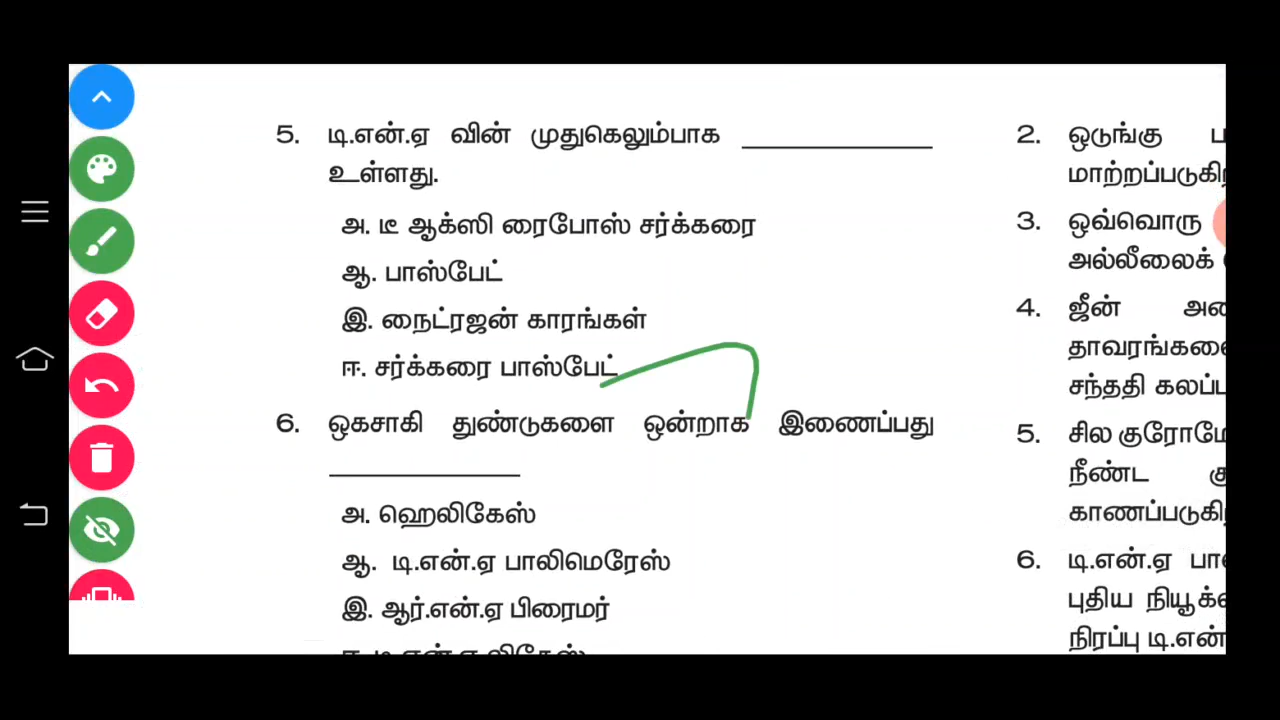 5. டி.என்.ஏ வின் முதுகெலும்பாக ____________
உள்ளது.
அ. டீ ஆக்ஸி ரைபோஸ் சர்க்கரை
ஆ. பாஸ்பேட்
இ. நைட்ரஜன் காரங்கள்
ஈ. சர்க்கரை பாஸ்பேட்
6. ஒகசாகி துண்டுகளை ஒன்றாக இணைப்பது
____________
அ. ஹெலிகேஸ்
ஆ. டி.என்.ஏ பாலிமெரேஸ்
இ. ஆர்.என்.ஏ பிரைமர்
ஈ. டி.என்.ஏ லிகேஸ்
2. ஒடுங்கு
மாற்றப்படுகிற
3. ஒவ்வொரு
அல்லீலைக்
4. ஜீன்
தாவரங்களை
சந்ததி கலப்ப
5. சில குரோமோ
நீண்ட
காணப்படுகிற
6. டி.என்.ஏ பா
புதிய நியூக்
நிரப்பு டி.என்